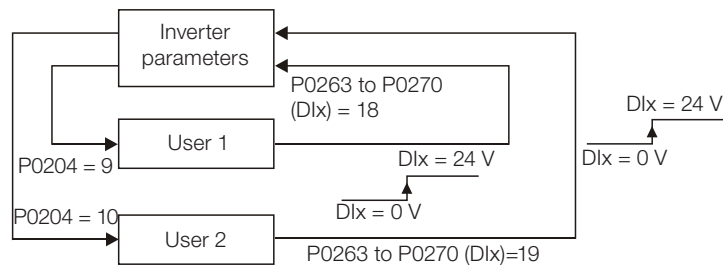 Inverter
parameters
P0263 to P0270
(DIx) = 18
DIx = 24 V
DIx = 0 V
User 1
P0204 = 9
DIx = 24 V
DIx = 0 V
P0204 = 10
User 2
P0263 to P0270 (DIx)=19